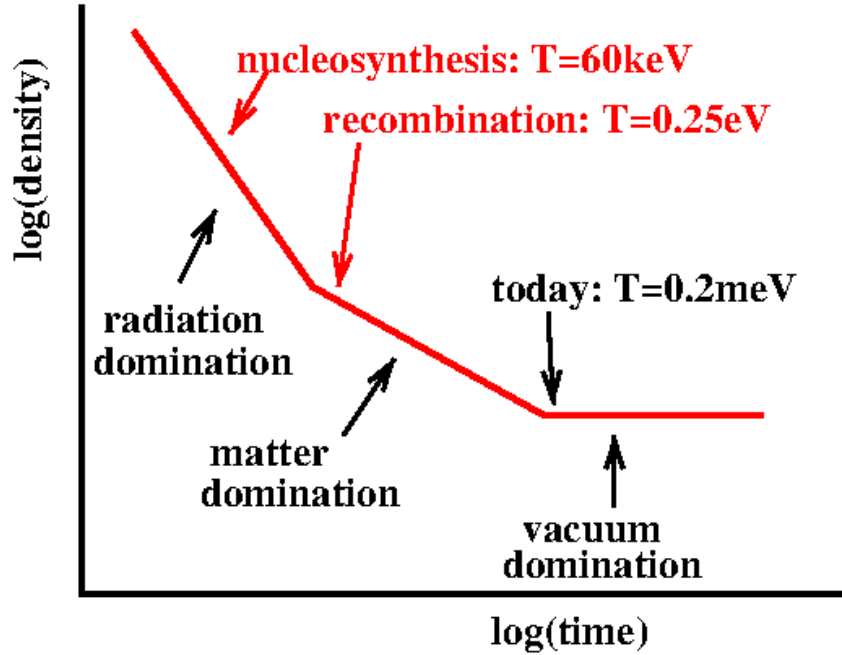 nucleosynthesis: T=60keV
recombination: T=0.25eV
log(density)
today: T=0.2meV
radiation
domination
matter
domination
vacuum
domination
log(time)